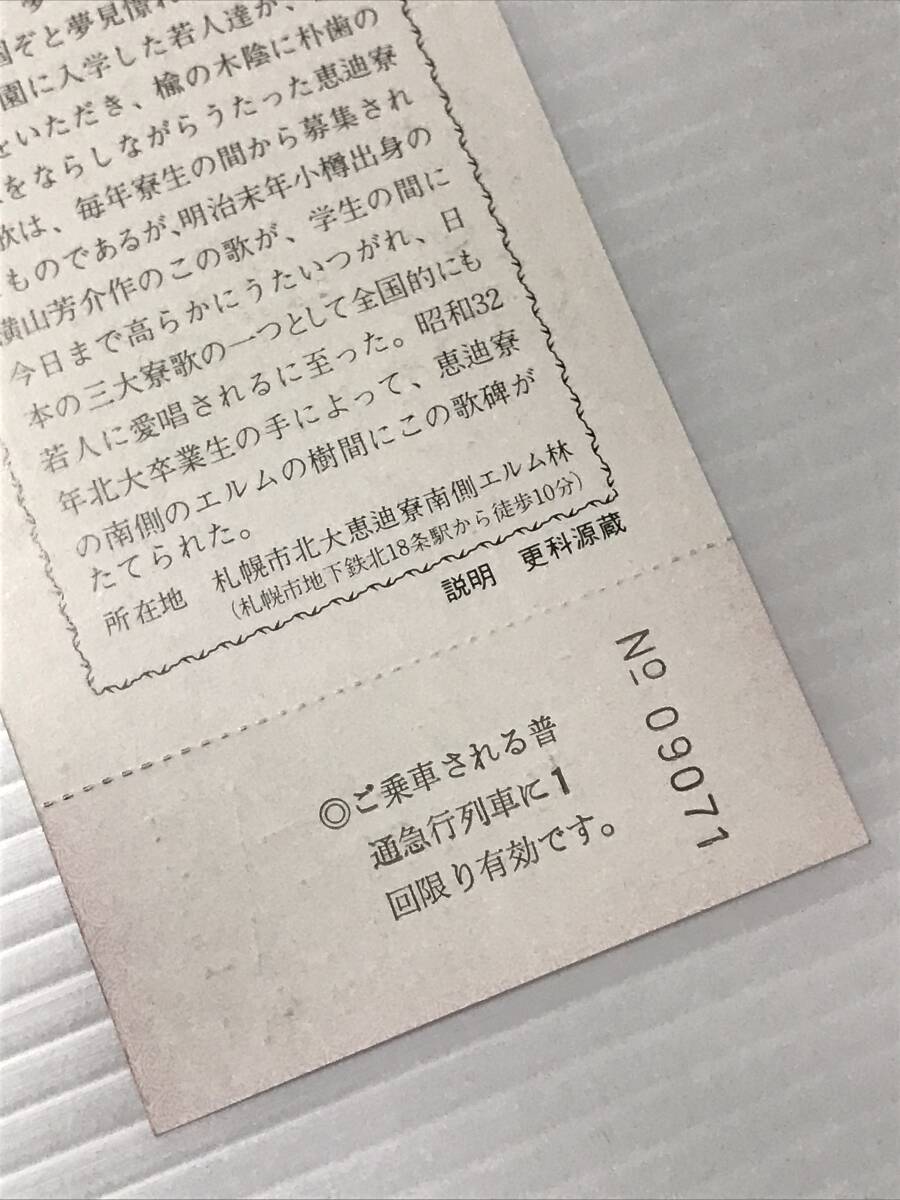 国ぞと夢見憧れ
園に入学した若人達が、
をいただき、楡の木陰に朴歯の
をならしながらうたった恵迪寮
歌は、毎年寮生の間から募集され
ものであるが、明治末年小樽出身の
横山芳介作のこの歌が、学生の間に
今日まで高らかにうたいつがれ、日
本の三大寮歌の一つとして全国的にも
若人に愛唱されるに至った。昭和32
年北大卒業生の手によって、恵迪寮
の南側のエルムの樹間にこの歌碑が
たてられた。
所在地 札幌市北大恵迪寮南側エルム林
(札幌市地下鉄北18条駅から徒歩10分)
説明 更科源蔵
◎ご乗車される普
通急行列車に1
回限り有効です。
№ 09071